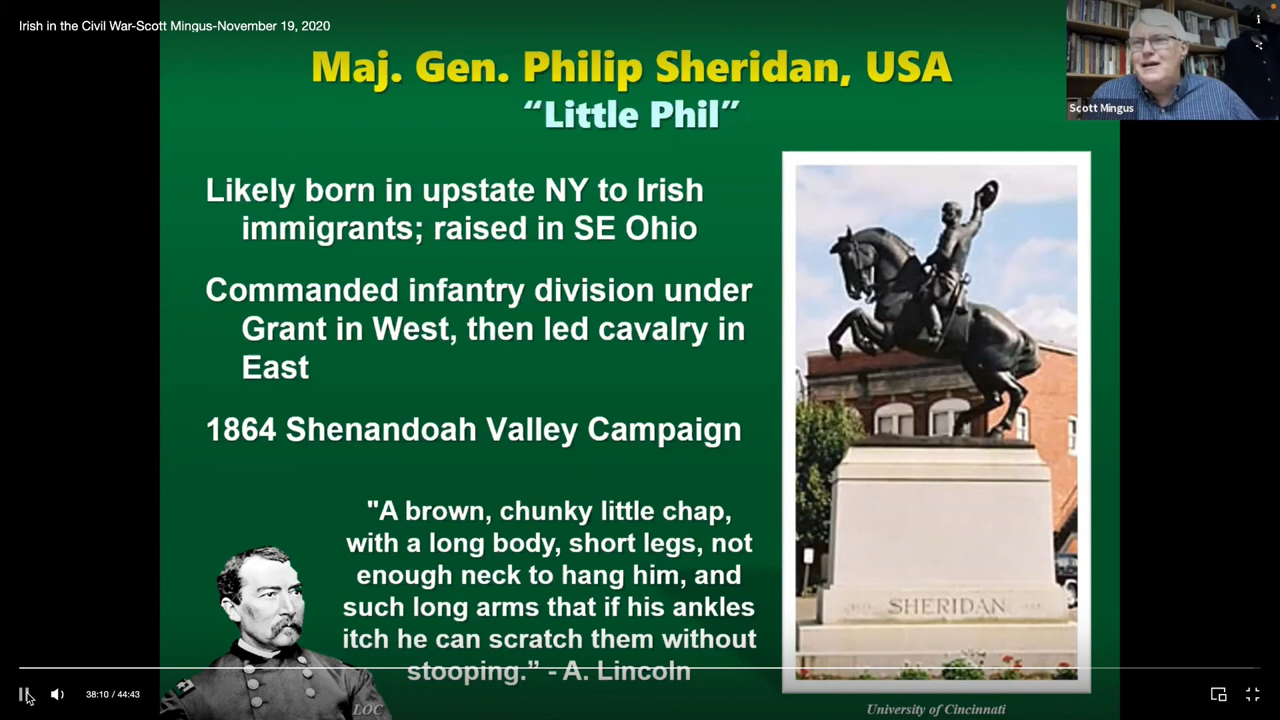 Irish in the Civil War-Scott Mingus-November 19, 2020
Maj. Gen. Philip Sheridan, USA
“Little Phil”
Scott Mingus
Likely born in upstate NY to Irish
immigrants; raised in SE Ohio
Commanded infantry division under
Grant in West, then led cavalry in
East
1864 Shenandoah Valley Campaign
"A brown, chunky little chap,
with a long body, short legs, not
enough neck to hang him, and
such long arms that if his ankles
itch he can scratch them without
stooping.” - A. Lincoln
SHERIDAN
38:10 / 44:43
LOC
University of Cincinnati